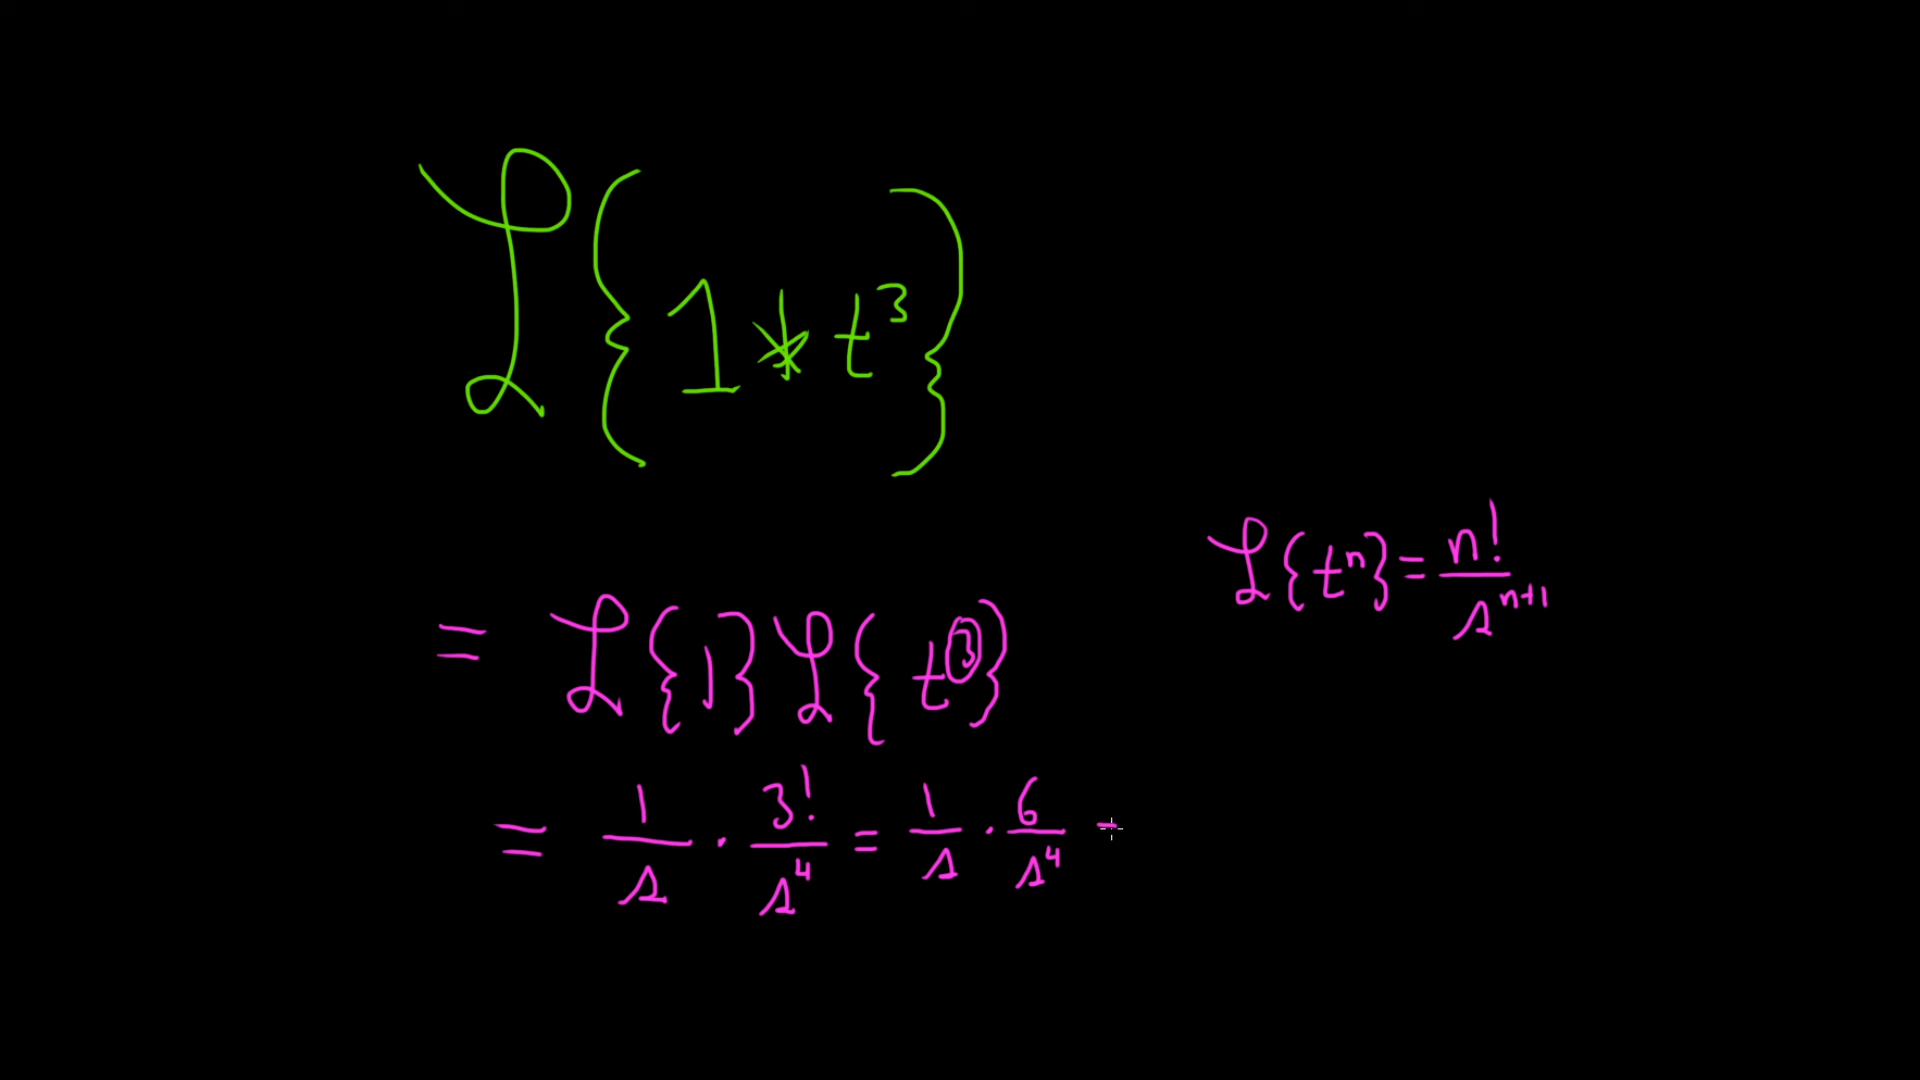 ℒ{1*t³}
ℒ{tⁿ} = n!/sⁿ⁺¹
= ℒ{1}ℒ{t³}
= 1/s · 3!/s⁴ = 1/s · 6/s⁴ -